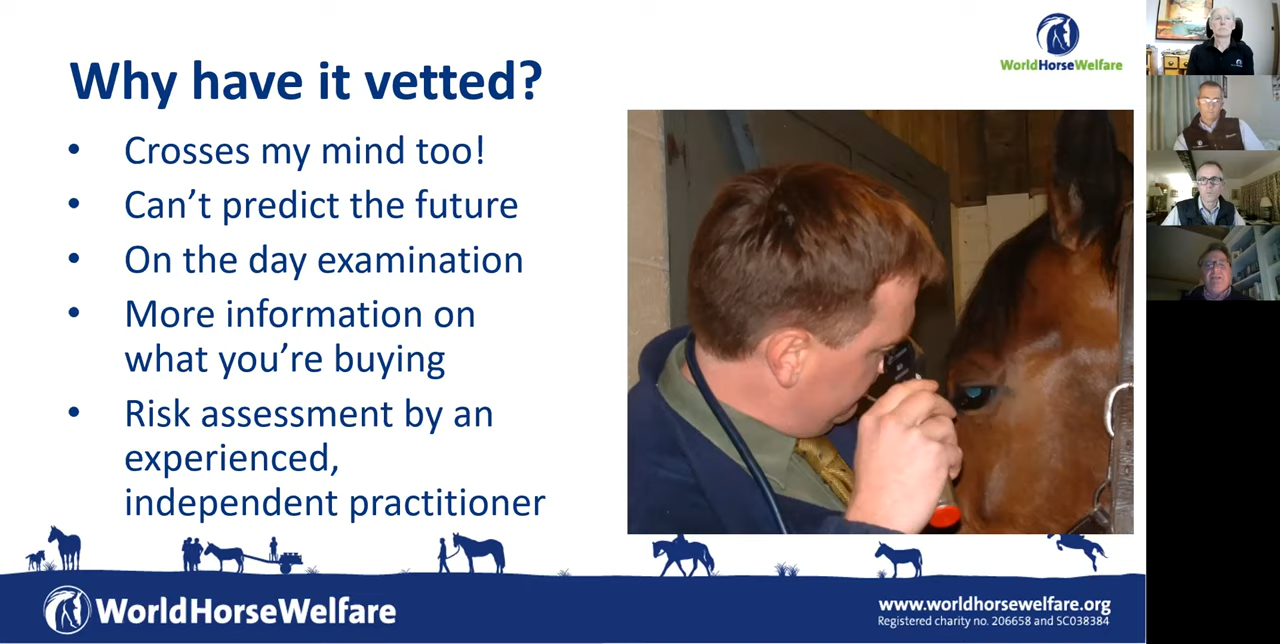 WorldHorseWelfare
Why have it vetted?
• Crosses my mind too!
• Can’t predict the future
• On the day examination
• More information on
what you’re buying
• Risk assessment by an
experienced,
independent practitioner
WorldHorseWelfare
www.worldhorsewelfare.org
Registered charity no. 206658 and SC038384